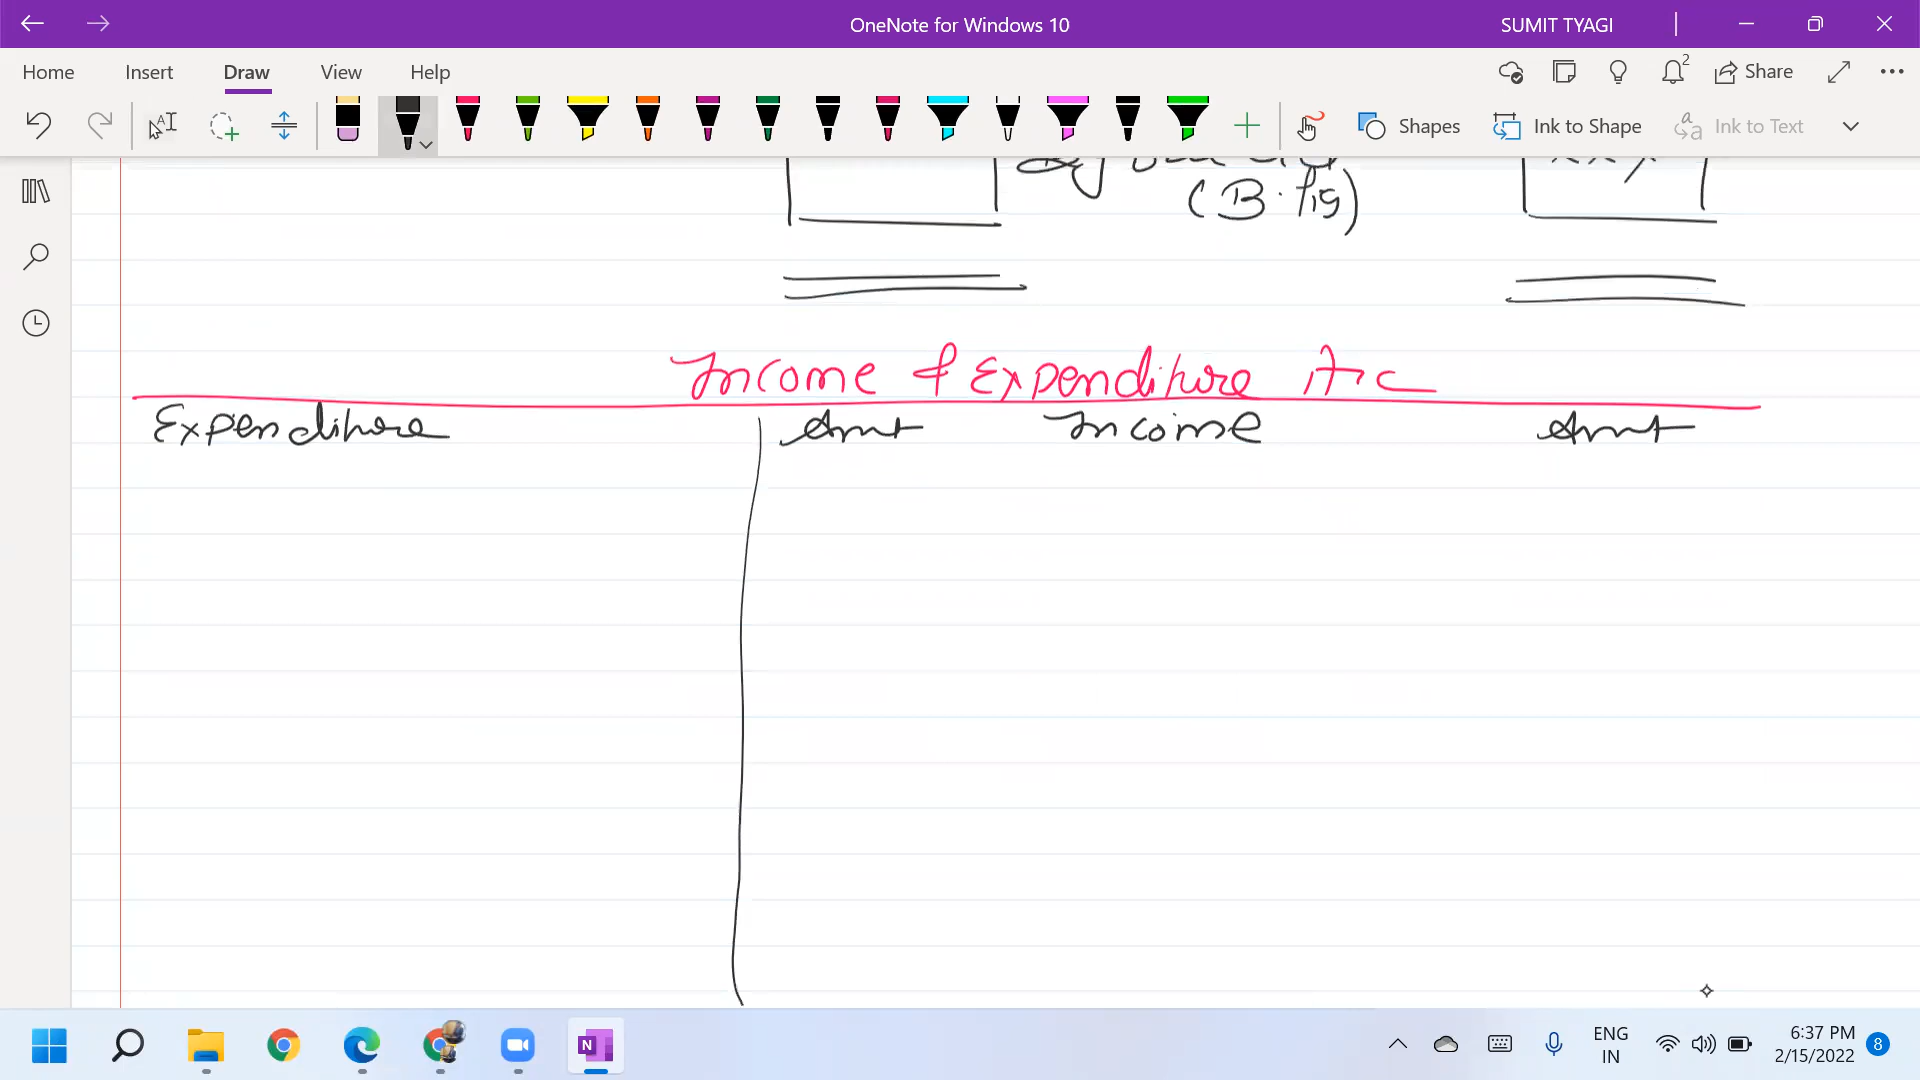 OneNote for Windows 10
SUMIT TYAGI
Home Insert Draw View Help
2
Share
Shapes
Ink to Shape
Ink to Text
(B. fig)
Income & Expenditure A/c
Expenditure Amt Income Amt
ENG
IN
6:37 PM
2/15/2022
8